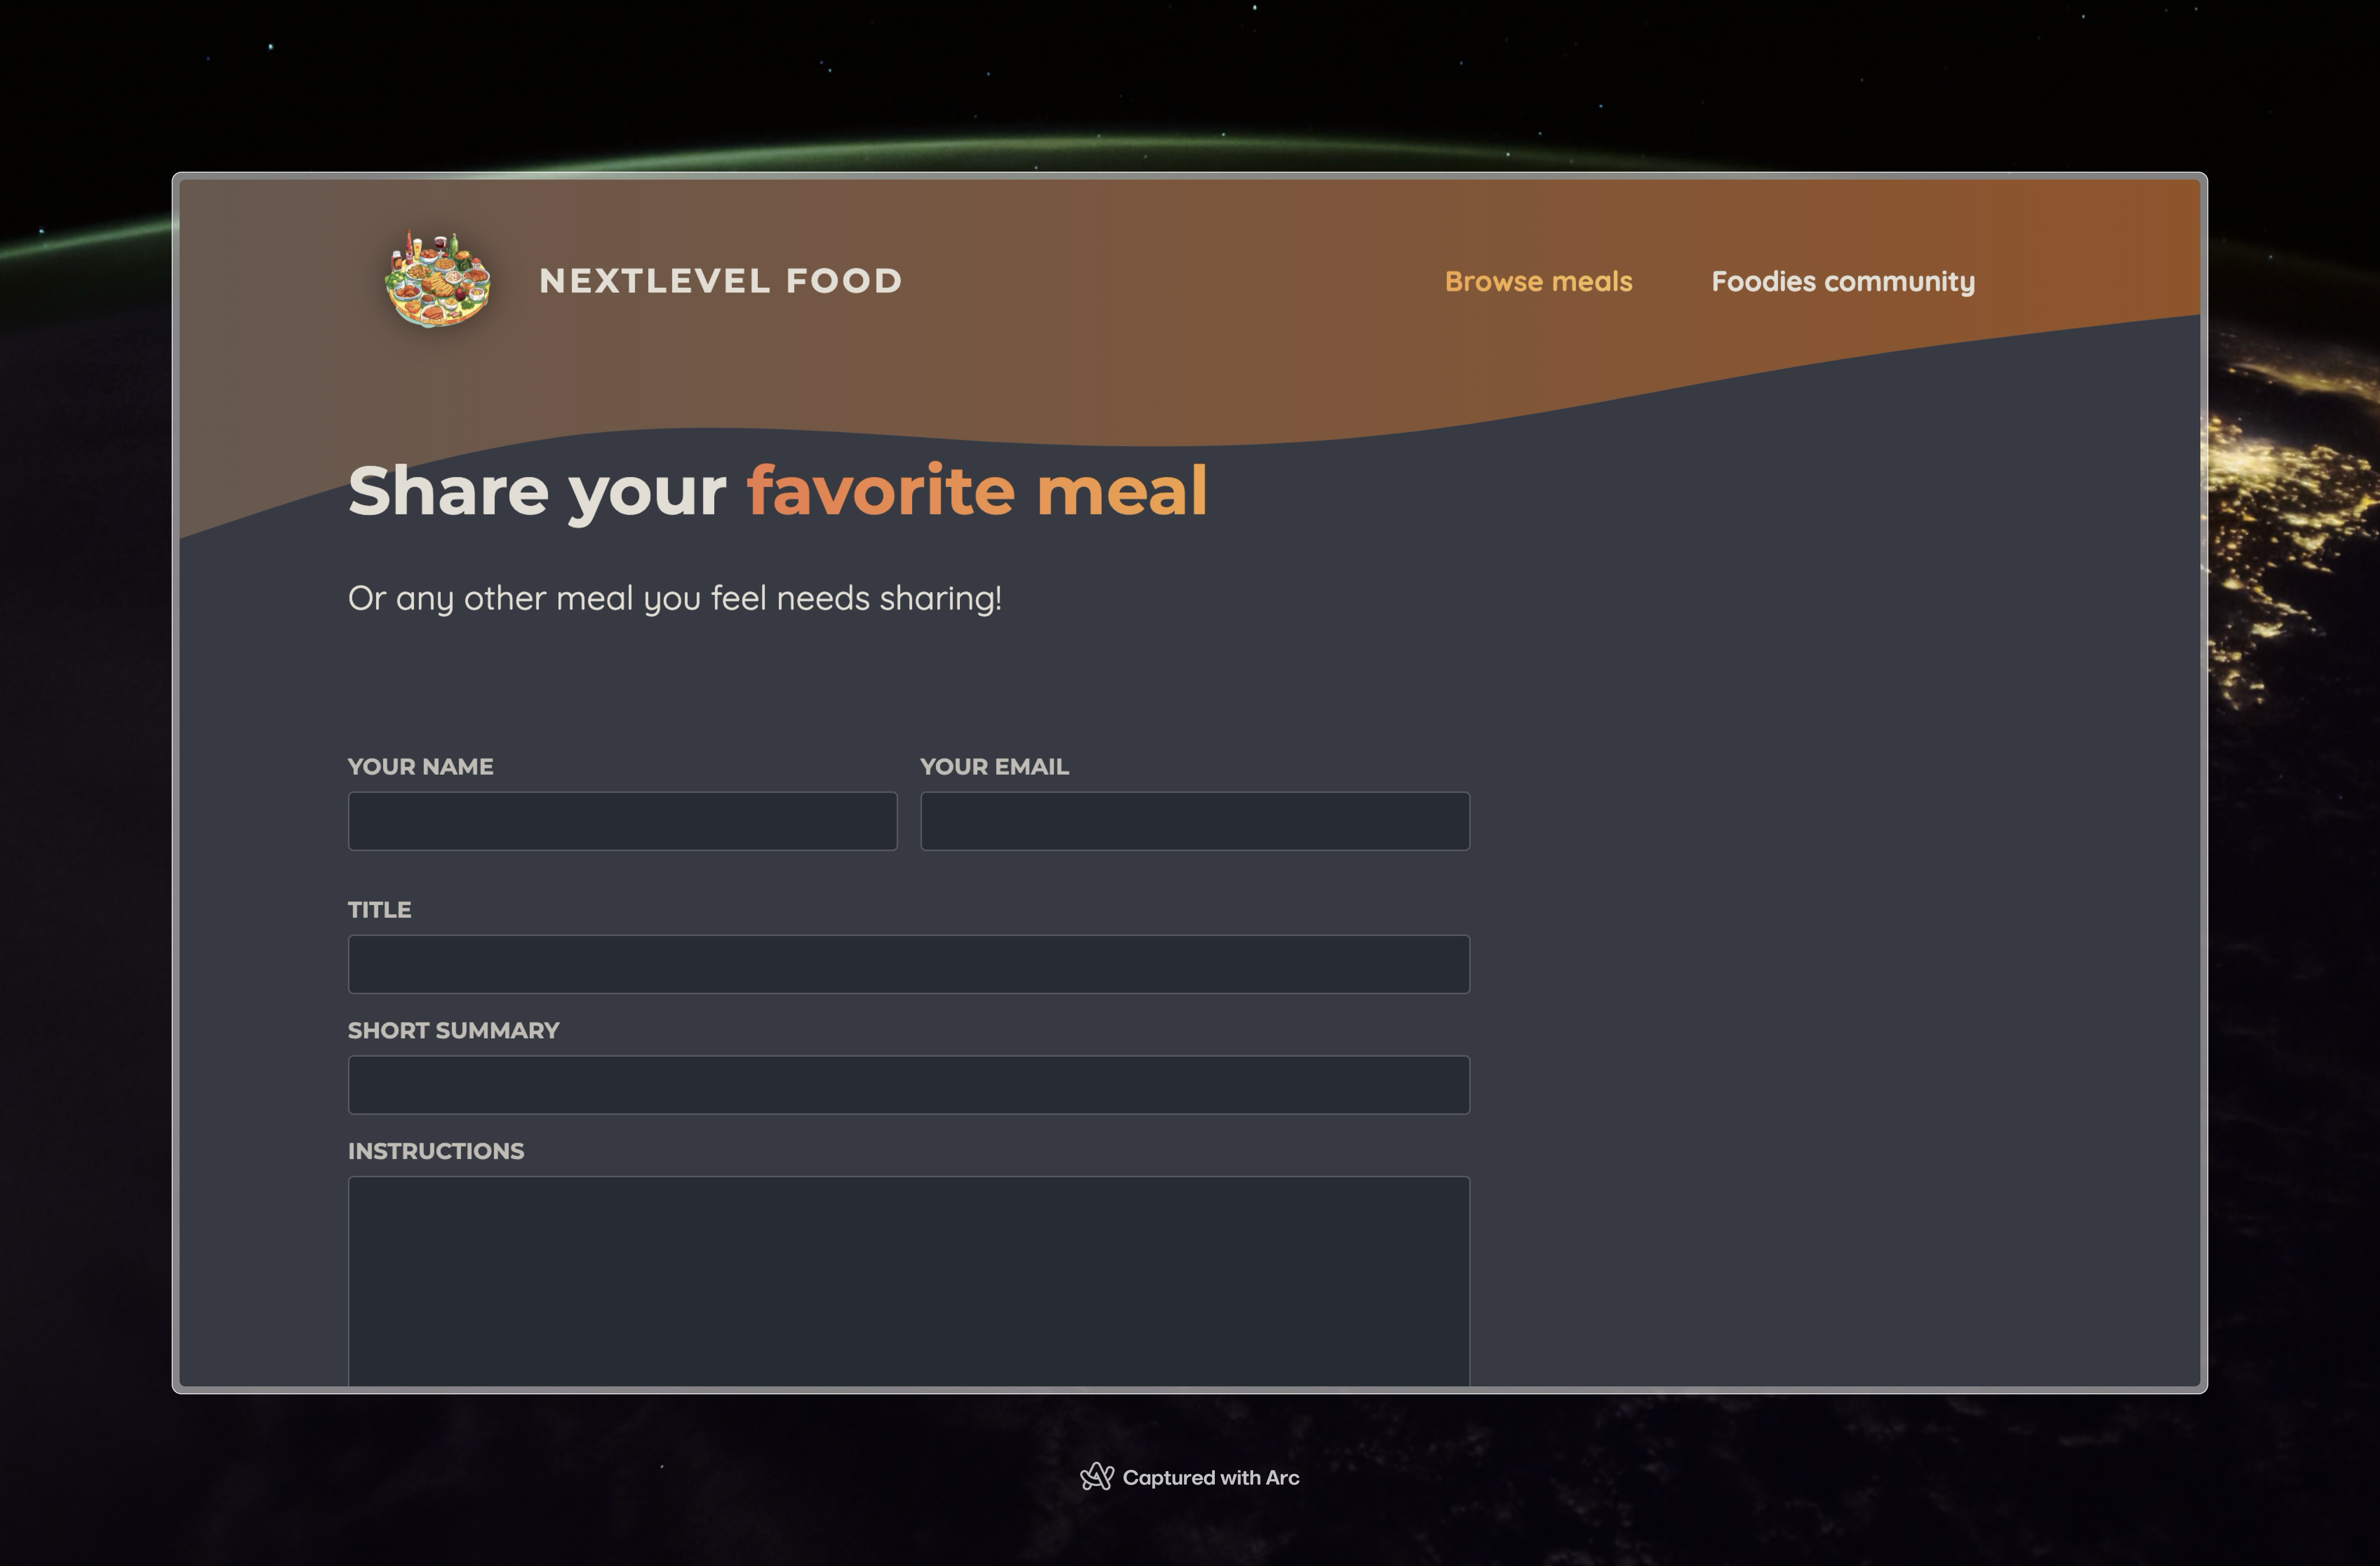 NEXTLEVEL FOOD
Browse meals
Foodies community
Share your favorite meal
Or any other meal you feel needs sharing!
YOUR NAME
YOUR EMAIL
TITLE
SHORT SUMMARY
INSTRUCTIONS
Captured with Arc